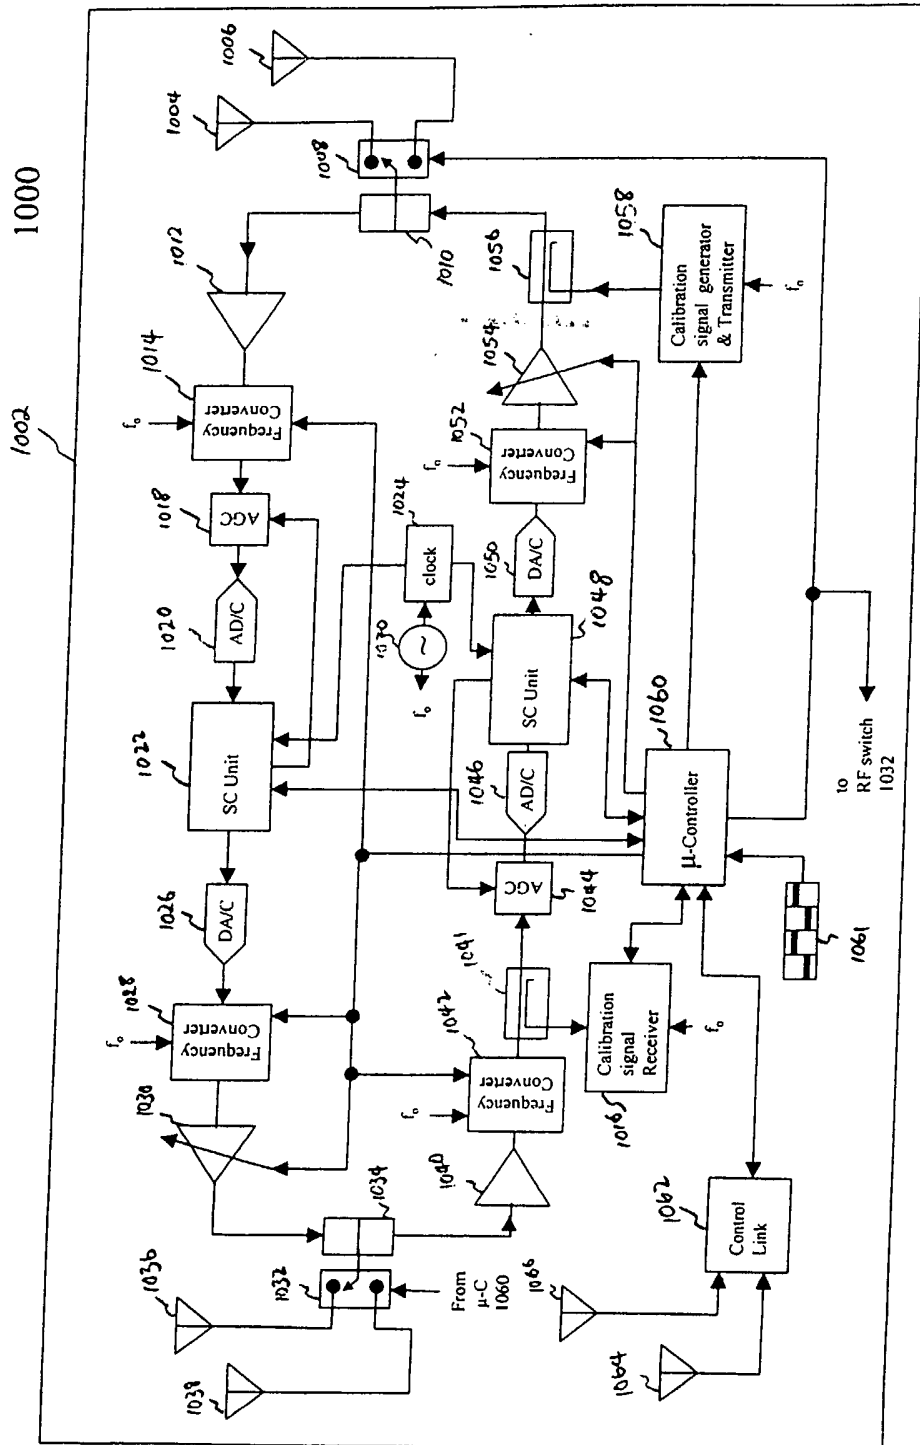 1000
1002
1006
1004
1008
1010
1012
1014
f₀
Frequency
Converter
1018
AGC
1020
AD/C
1022
SC Unit
1024
clock
1030
~
f₀
1026
DA/C
1028
f₀
Frequency
Converter
1030
1034
1036
1032
1038
From
μ-C
1060
1040
1042
f₀
Frequency
Converter
1041
1044
AGC
1046
AD/C
1048
SC Unit
1050
DA/C
1052
f₀
Frequency
Converter
1054
1056
1058
Calibration
signal generator
& Transmitter
f₀
1060
μ-Controller
to
RF switch
1032
1061
1016
Calibration
signal
Receiver
f₀
1062
Control
Link
1066
1064